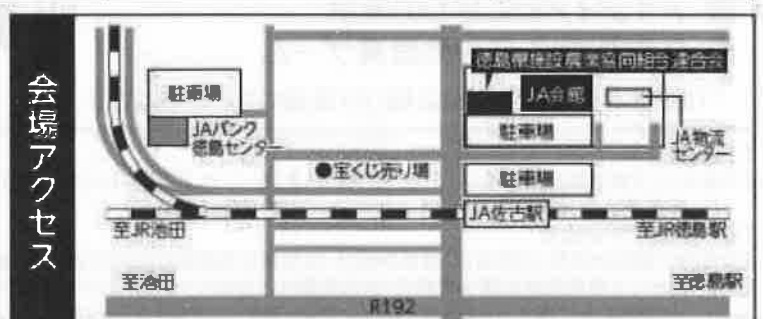 会場アクセス
徳島県施設農業協同組合連合会
駐車場
JA会館
JAバンク
徳島センター
駐車場
JA物流
センター
●宝くじ売り場
駐車場
JA佐古駅
至JR池田
至JR徳島駅
至池田
至徳島駅
R192